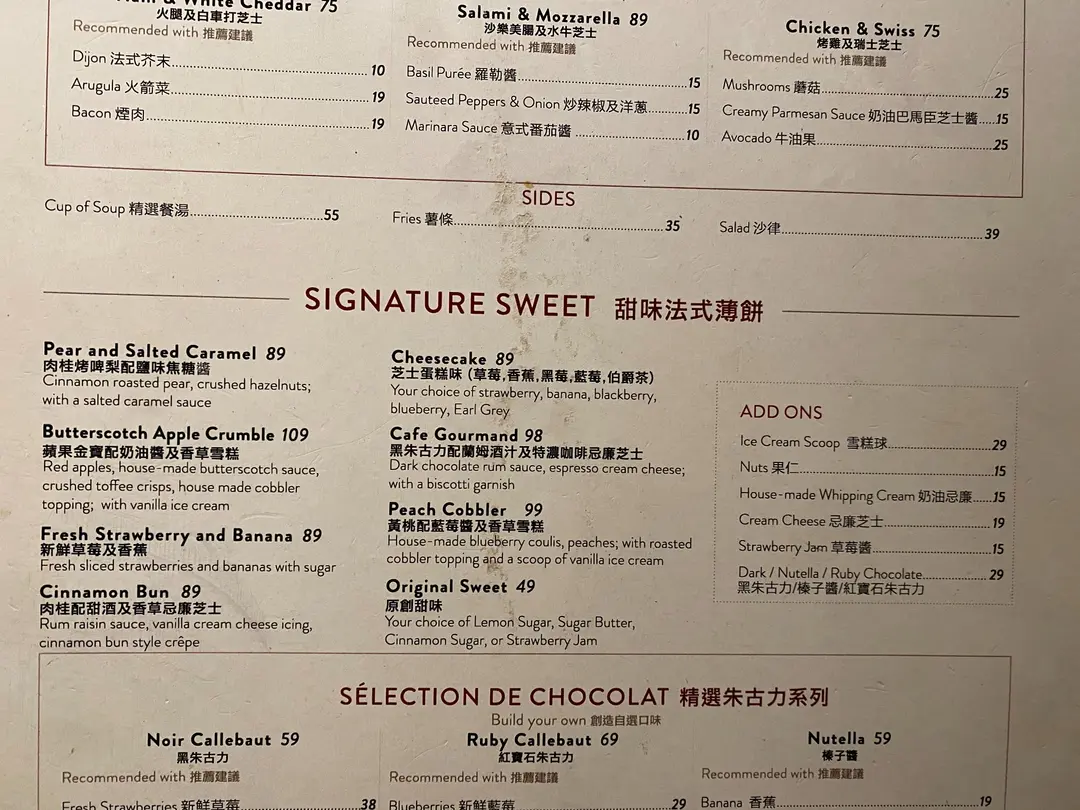 Ham & White Cheddar 75
火腿及白車打芝士
Recommended with 推薦建議
Dijon 法式芥末 10
Arugula 火箭菜 19
Bacon 煙肉 19
Salami & Mozzarella 89
沙樂美腸及水牛芝士
Recommended with 推薦建議
Basil Purée 羅勒醬 15
Sauteed Peppers & Onion 炒辣椒及洋蔥 15
Marinara Sauce 意式番茄醬 10
Chicken & Swiss 75
烤雞及瑞士芝士
Recommended with 推薦建議
Mushrooms 蘑菇 25
Creamy Parmesan Sauce 奶油巴馬臣芝士醬 15
Avocado 牛油果 25
SIDES
Cup of Soup 精選餐湯 55
Fries 薯條 35
Salad 沙律 39
SIGNATURE SWEET 甜味法式薄餅
Pear and Salted Caramel 89
肉桂烤啤梨配鹽味焦糖醬
Cinnamon roasted pear, crushed hazelnuts;
with a salted caramel sauce
Butterscotch Apple Crumble 109
蘋果金寶配奶油醬及香草雪糕
Red apples, house-made butterscotch sauce,
crushed toffee crisps, house made cobbler
topping; with vanilla ice cream
Fresh Strawberry and Banana 89
新鮮草莓及香蕉
Fresh sliced strawberries and bananas with sugar
Cinnamon Bun 89
肉桂配甜酒及香草忌廉芝士
Rum raisin sauce, vanilla cream cheese icing,
cinnamon bun style crêpe
Cheesecake 89
芝士蛋糕味 (草莓,香蕉,黑莓,藍莓,伯爵茶)
Your choice of strawberry, banana, blackberry,
blueberry, Earl Grey
Cafe Gourmand 98
黑朱古力配蘭姆酒汁及特濃咖啡忌廉芝士
Dark chocolate rum sauce, espresso cream cheese;
with a biscotti garnish
Peach Cobbler 99
黃桃配藍莓醬及香草雪糕
House-made blueberry coulis, peaches; with roasted
cobbler topping and a scoop of vanilla ice cream
Original Sweet 49
原創甜味
Your choice of Lemon Sugar, Sugar Butter,
Cinnamon Sugar, or Strawberry Jam
ADD ONS
Ice Cream Scoop 雪糕球 29
Nuts 果仁 15
House-made Whipping Cream 奶油忌廉 15
Cream Cheese 忌廉芝士 19
Strawberry Jam 草莓醬 15
Dark / Nutella / Ruby Chocolate 29
黑朱古力/榛子醬/紅寶石朱古力
SÉLECTION DE CHOCOLAT 精選朱古力系列
Build your own 創造自選口味
Noir Callebaut 59
黑朱古力
Recommended with 推薦建議
Fresh Strawberries 新鮮草莓 38
Ruby Callebaut 69
紅寶石朱古力
Recommended with 推薦建議
Blueberries 新鮮藍莓 29
Nutella 59
榛子醬
Recommended with 推薦建議
Banana 香蕉 19